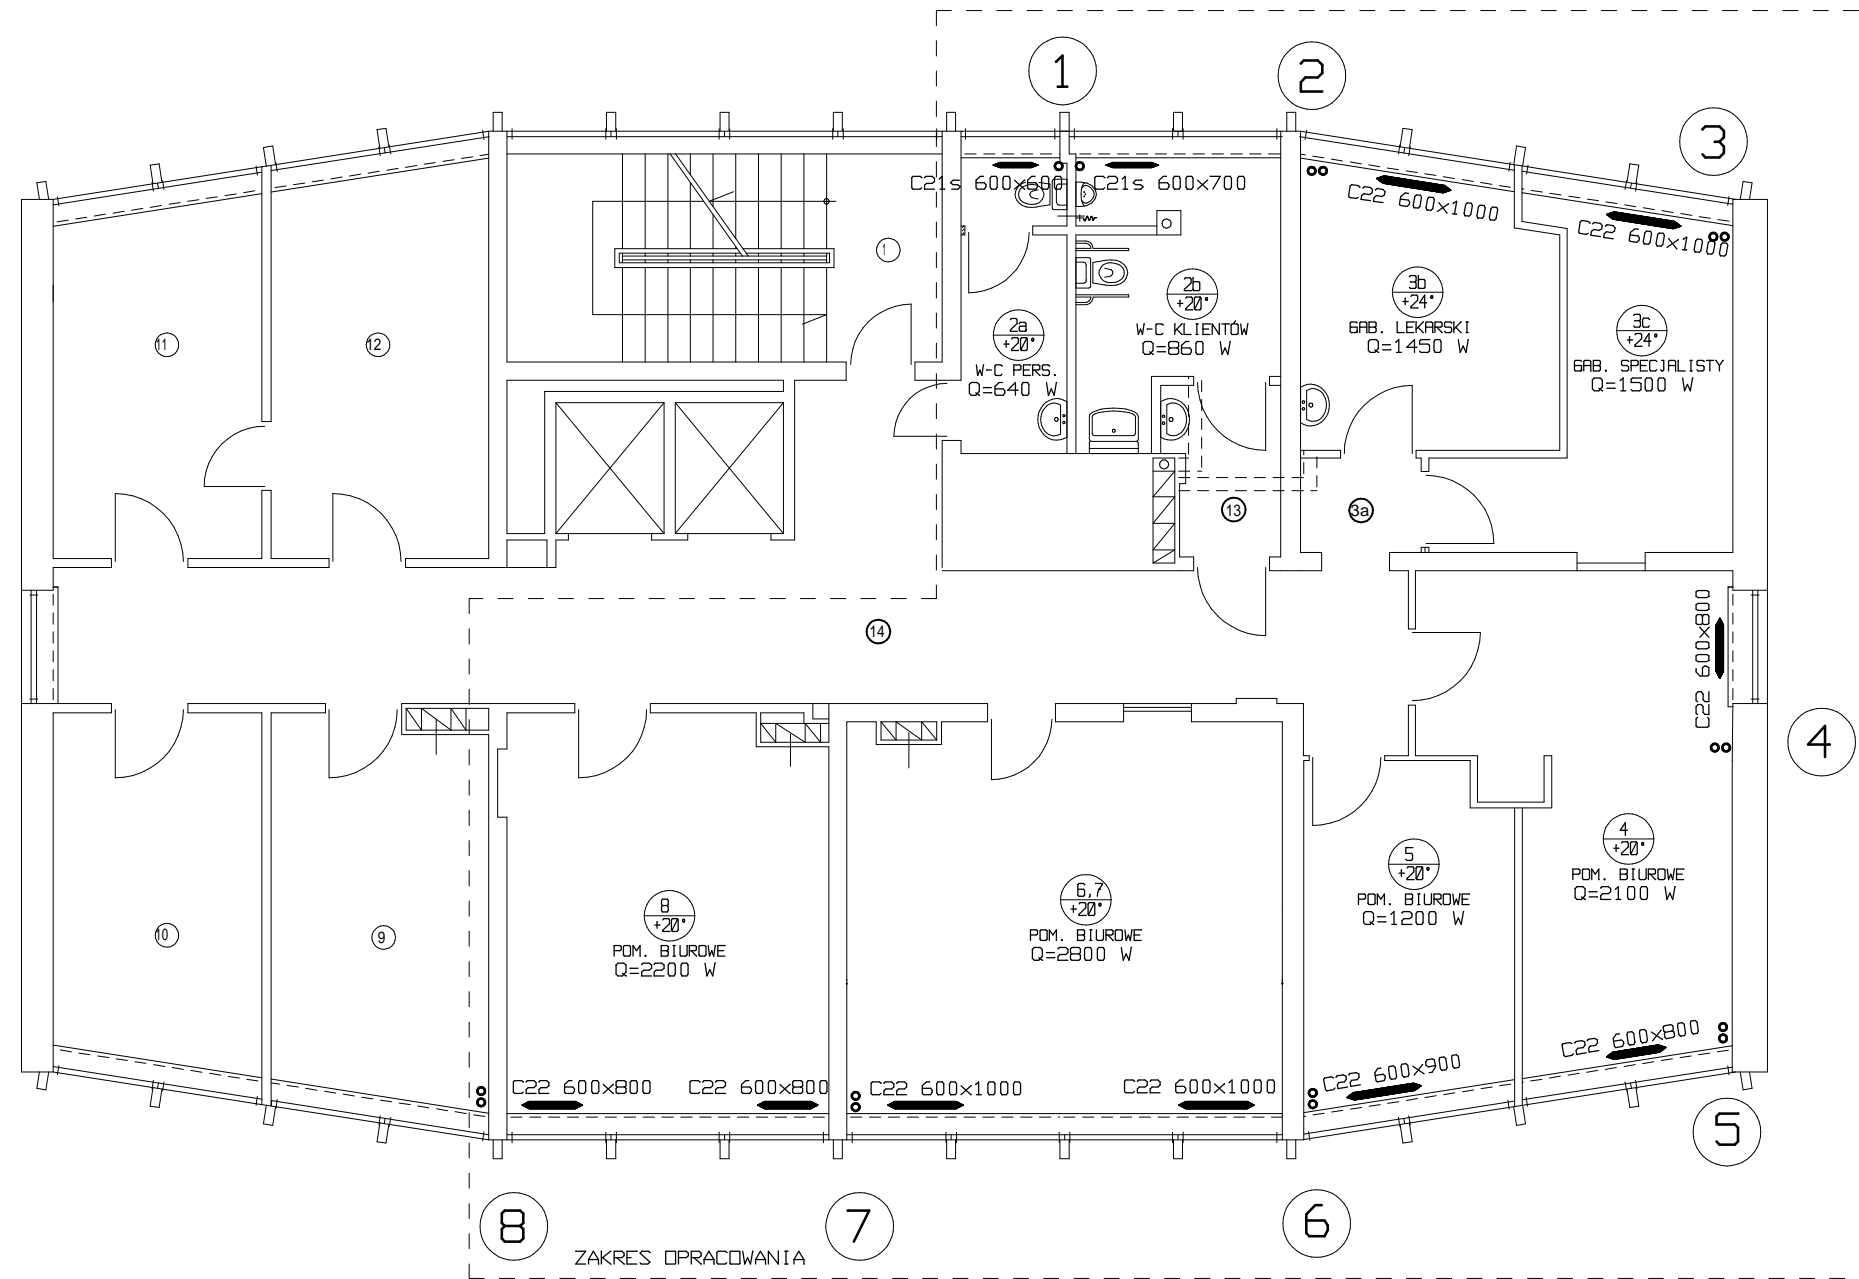 1
2
3
C21s 600x600
C21s 600x700
C22 600x1000
C22 600x1000
1
2b
+20°
W-C KLIENTÓW
Q=860 W
3b
+24°
GAB. LEKARSKI
Q=1450 W
3c
+24°
GAB. SPECJALISTY
Q=1500 W
2a
+20°
W-C PERS.
Q=640 W
11
12
13
3a
14
C22 600x800
4
4
+20°
POM. BIUROWE
Q=2100 W
5
+20°
POM. BIUROWE
Q=1200 W
6,7
+20°
POM. BIUROWE
Q=2800 W
8
+20°
POM. BIUROWE
Q=2200 W
10
9
C22 600x800
C22 600x800
C22 600x1000
C22 600x1000
C22 600x900
C22 600x800
5
8
7
6
ZAKRES OPRACOWANIA